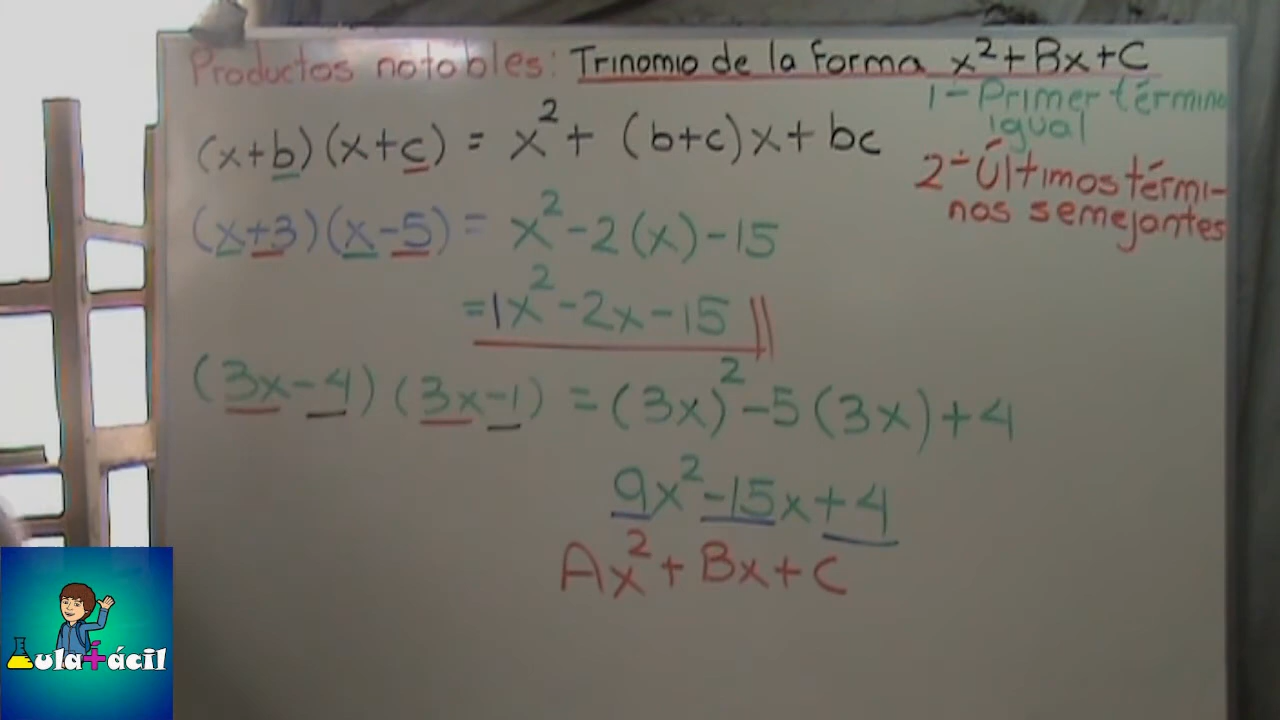 Productos notables: Trinomio de la forma x²+Bx+C
1- Primer término
igual
(x+b)(x+c) = x²+ (b+c)x+bc
2- Últimos térmi-
nos semejantes
(x+3)(x-5) = x²-2(x)-15
=1x²-2x-15
(3x-4)(3x-1) = (3x)²-5(3x)+4
9x²-15x+4
Ax²+Bx+C
Aula+ácil